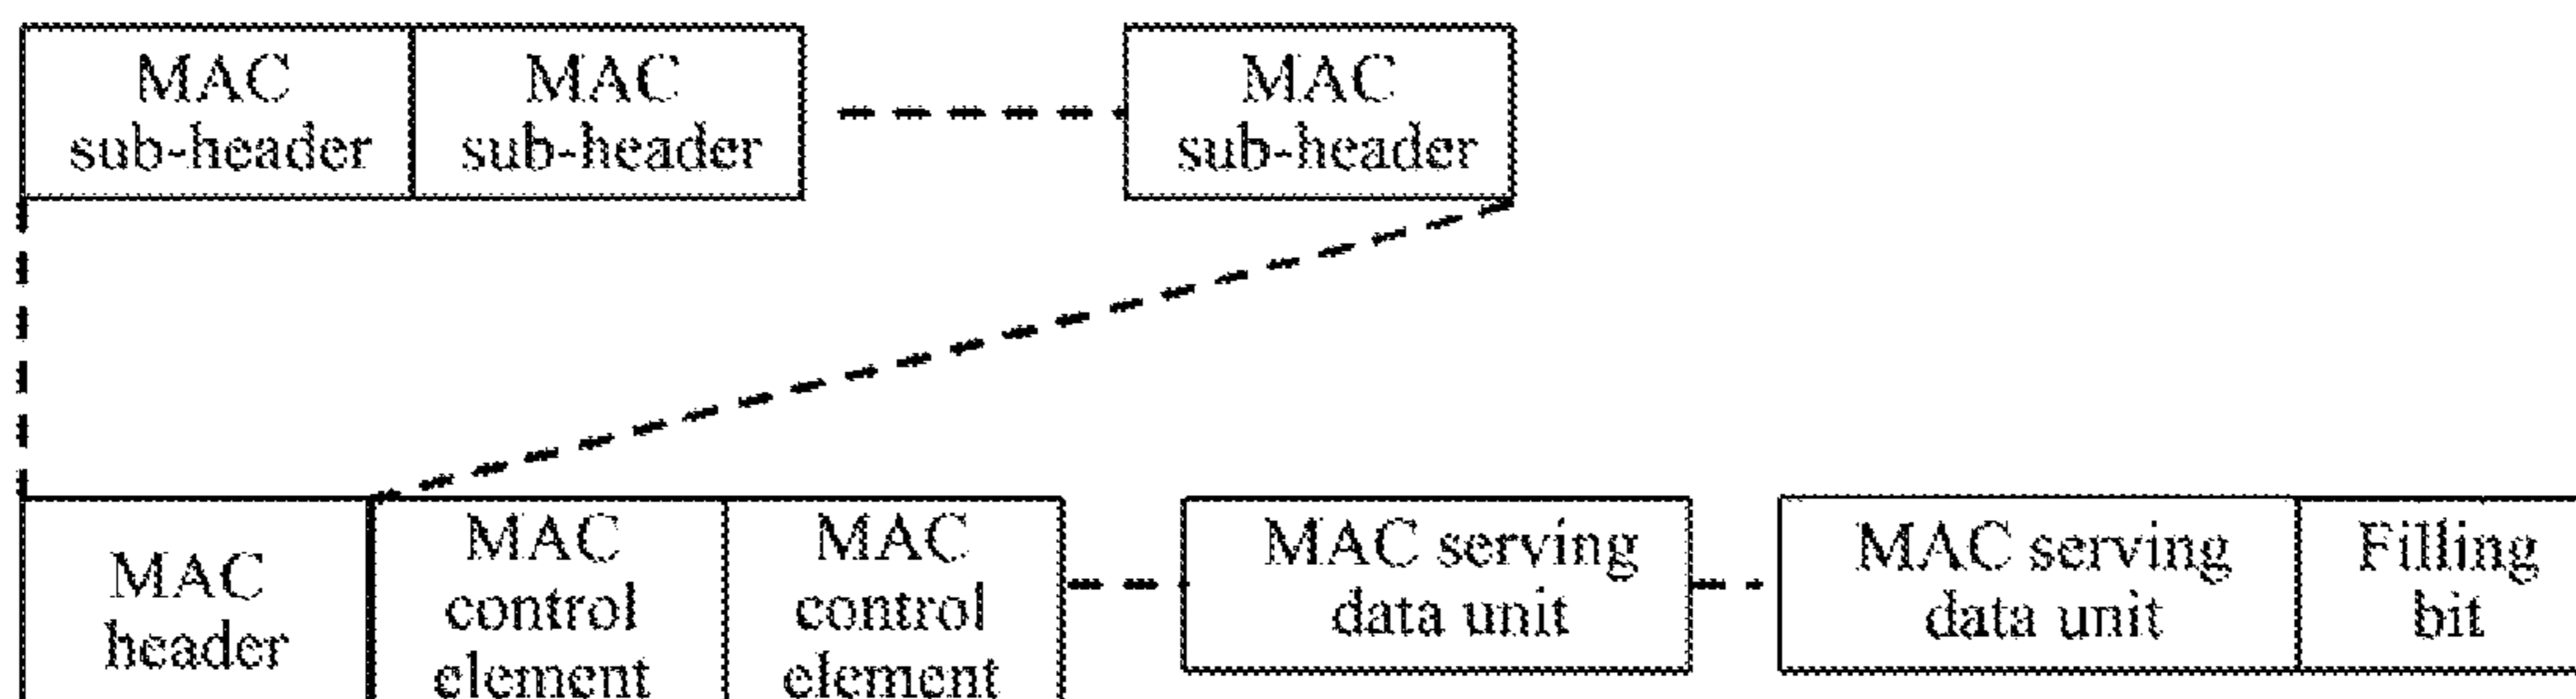 MAC
sub-header
MAC
sub-header
MAC
sub-header
MAC
header
MAC
control
element
MAC
control
element
MAC serving
data unit
MAC serving
data unit
Filling
bit